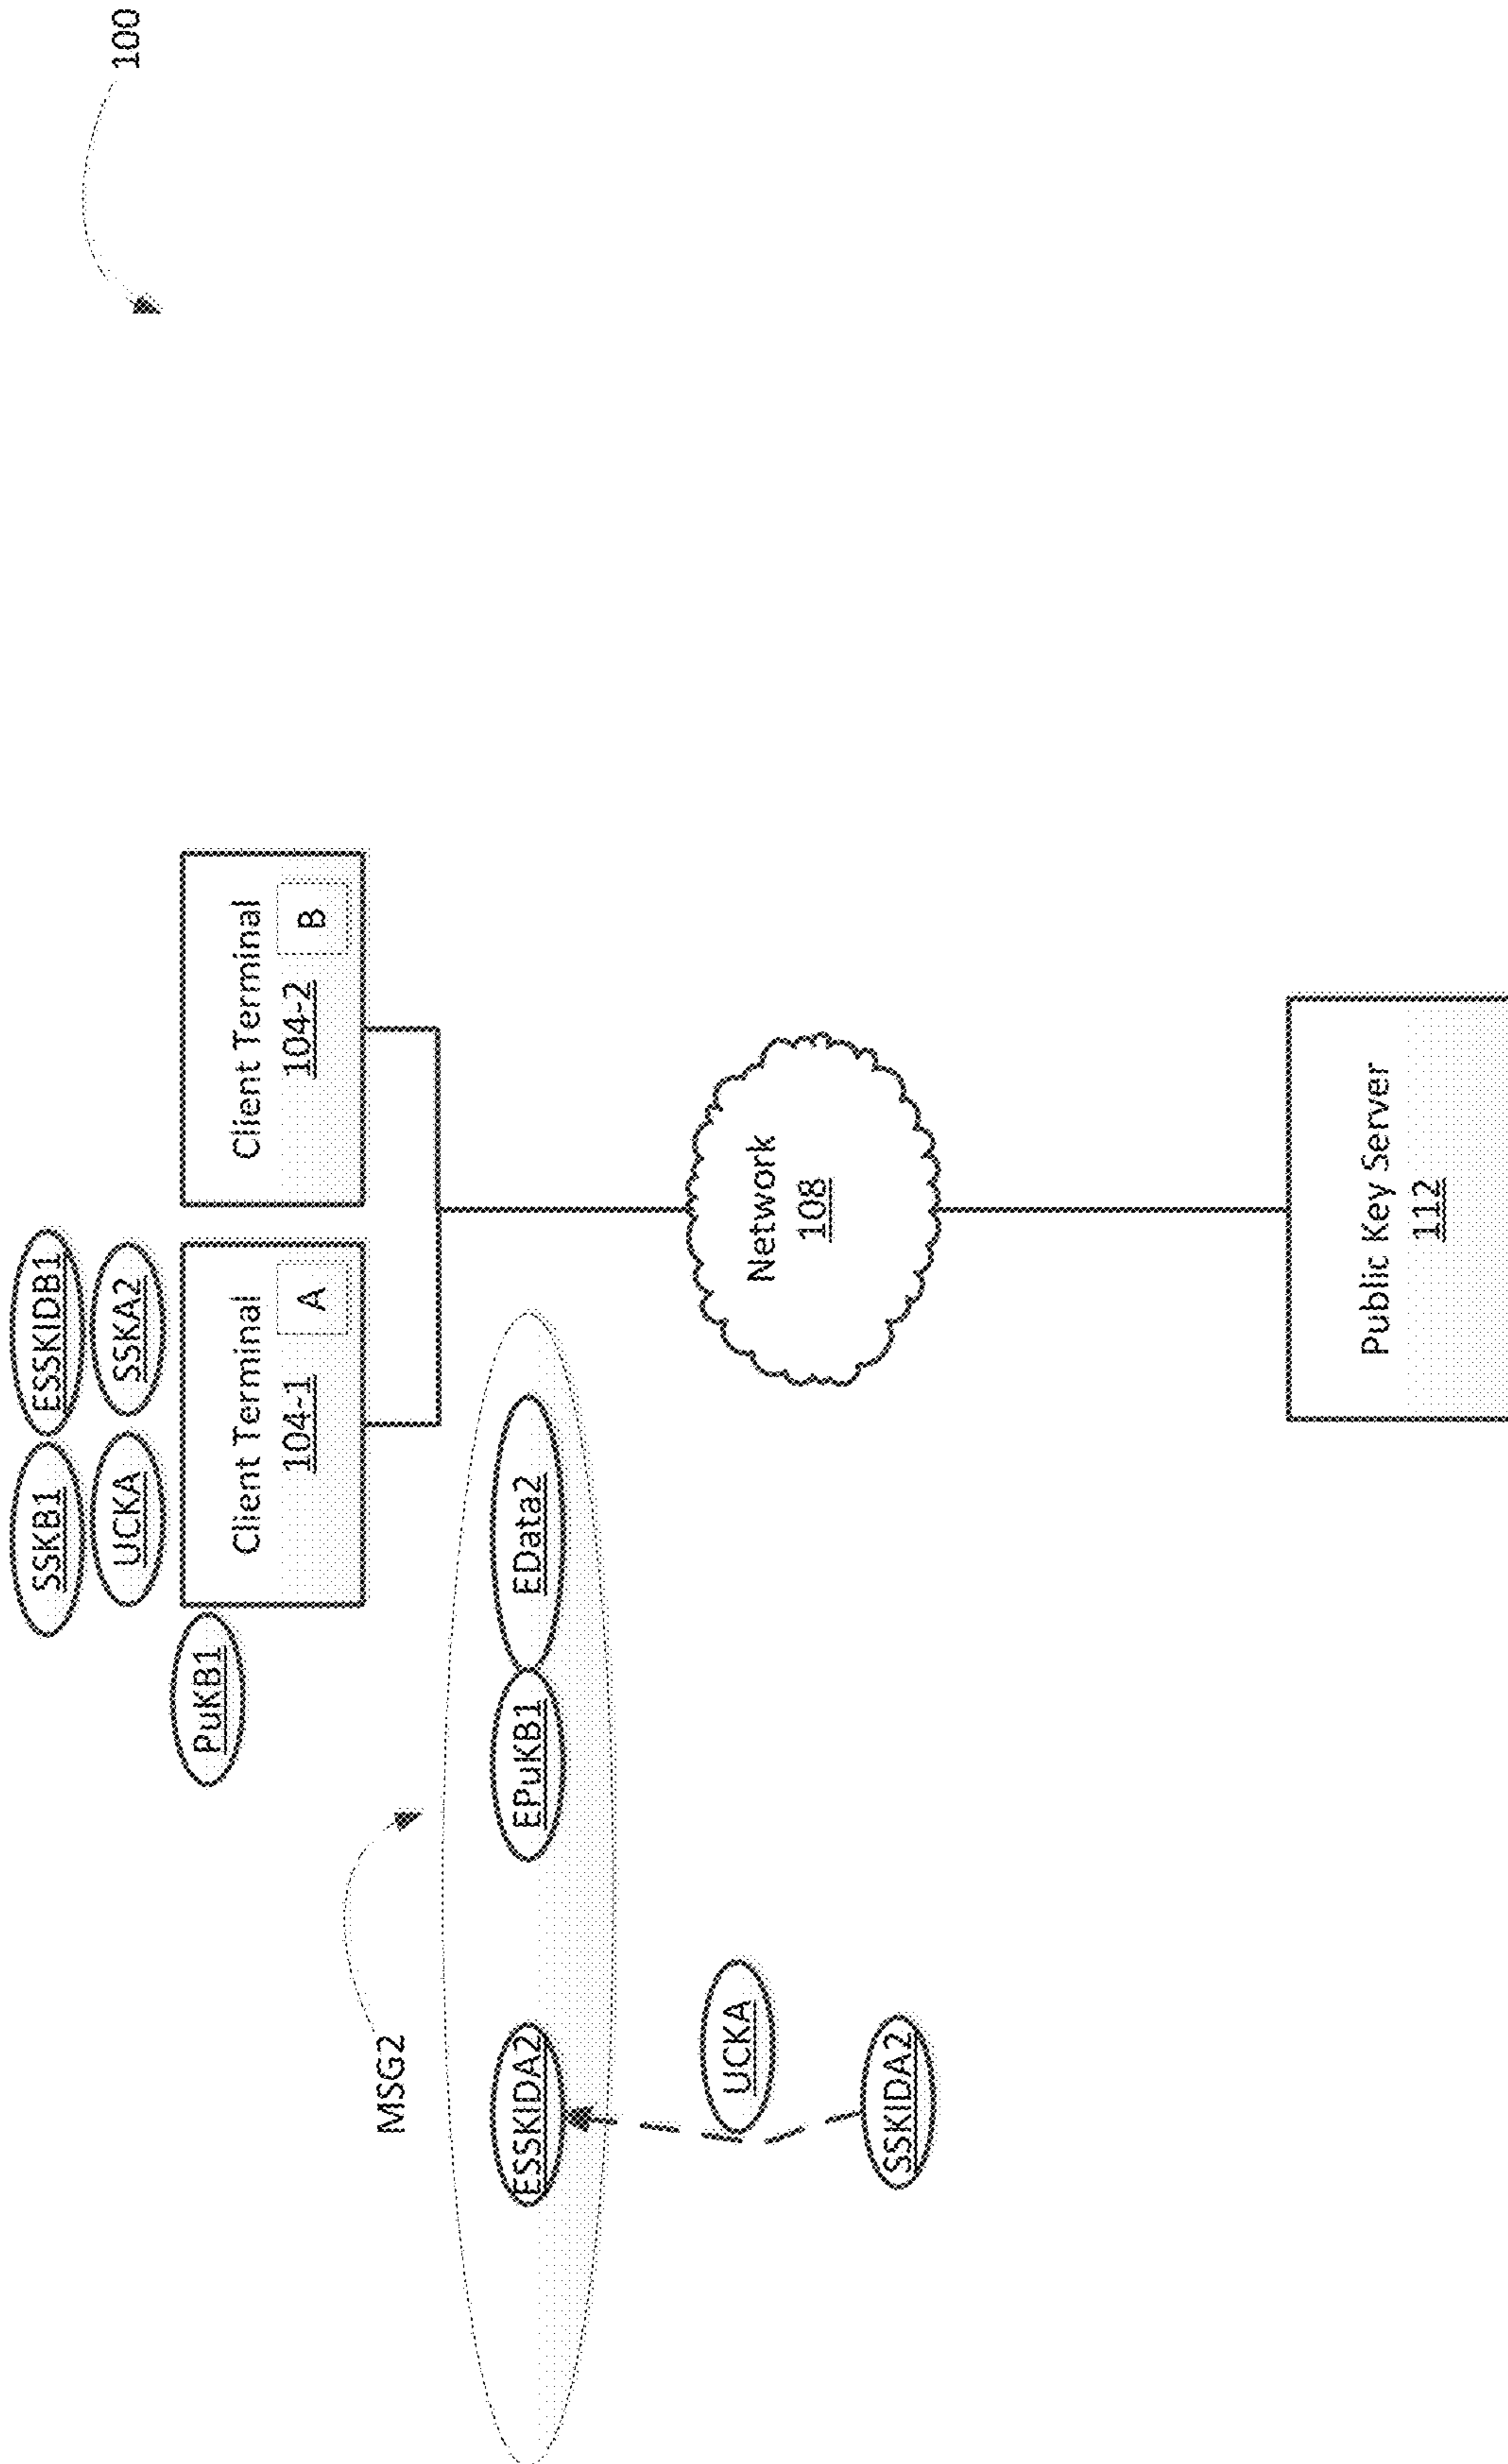 100
SSKB1
ESSKIDB1
UCKA
SSKA2
PuKB1
Client Terminal
104-1
A
Client Terminal
104-2
B
MSG2
ESSKIDA2
EPuKB1
EData2
UCKA
SSKIDA2
Network
108
Public Key Server
112